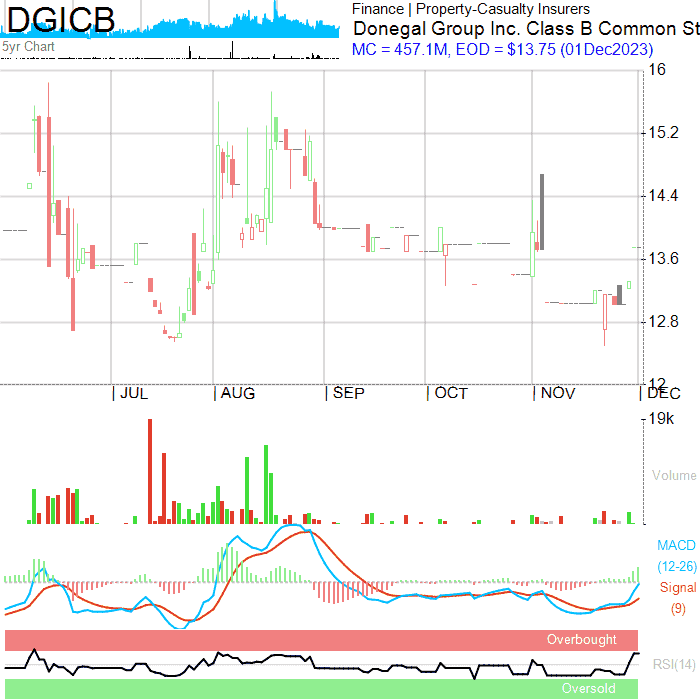 DGICB
5yr Chart
Finance | Property-Casualty Insurers
Donegal Group Inc. Class B Common St
MC = 457.1M, EOD = $13.75 (01Dec2023)
16
15.2
14.4
13.6
12.8
12
JUL AUG SEP OCT NOV DEC
19k
Volume
MACD
(12-26)
Signal
(9)
Overbought
RSI(14)
Oversold